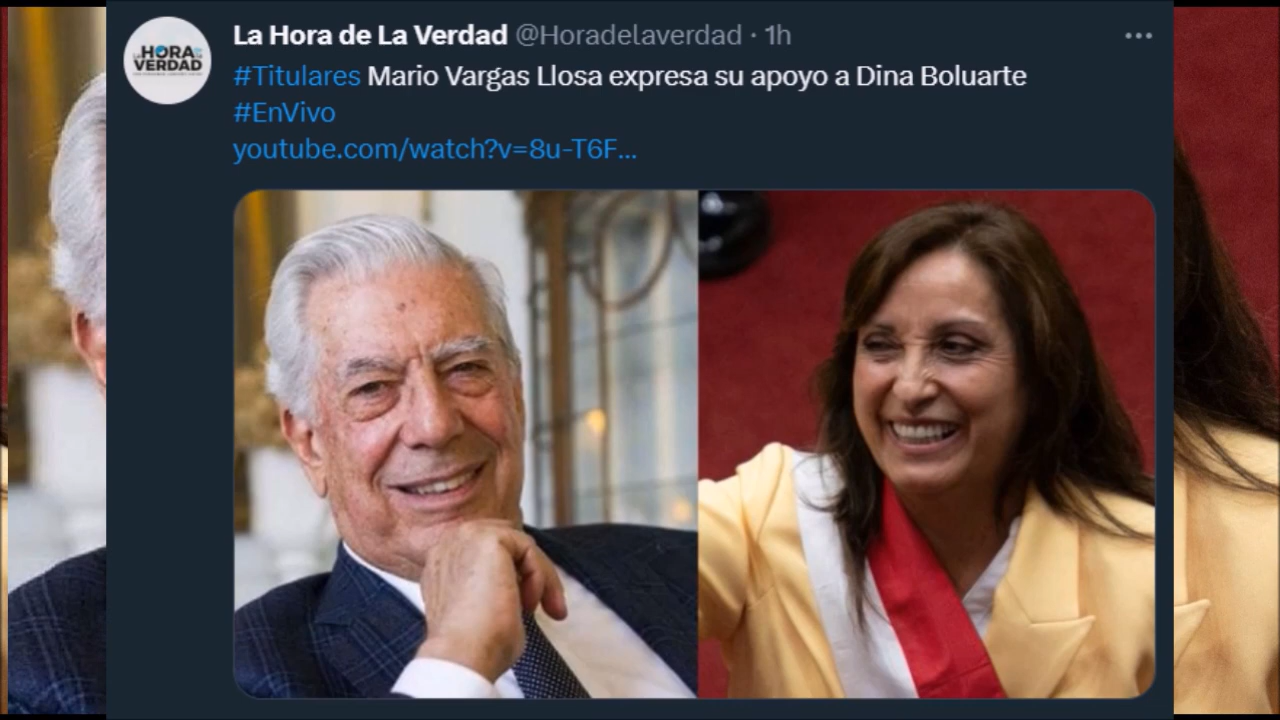 La Hora de La Verdad @Horadelaverdad · 1h
#Titulares Mario Vargas Llosa expresa su apoyo a Dina Boluarte
#EnVivo
youtube.com/watch?v=8u-T6F...
HORA
VERDAD